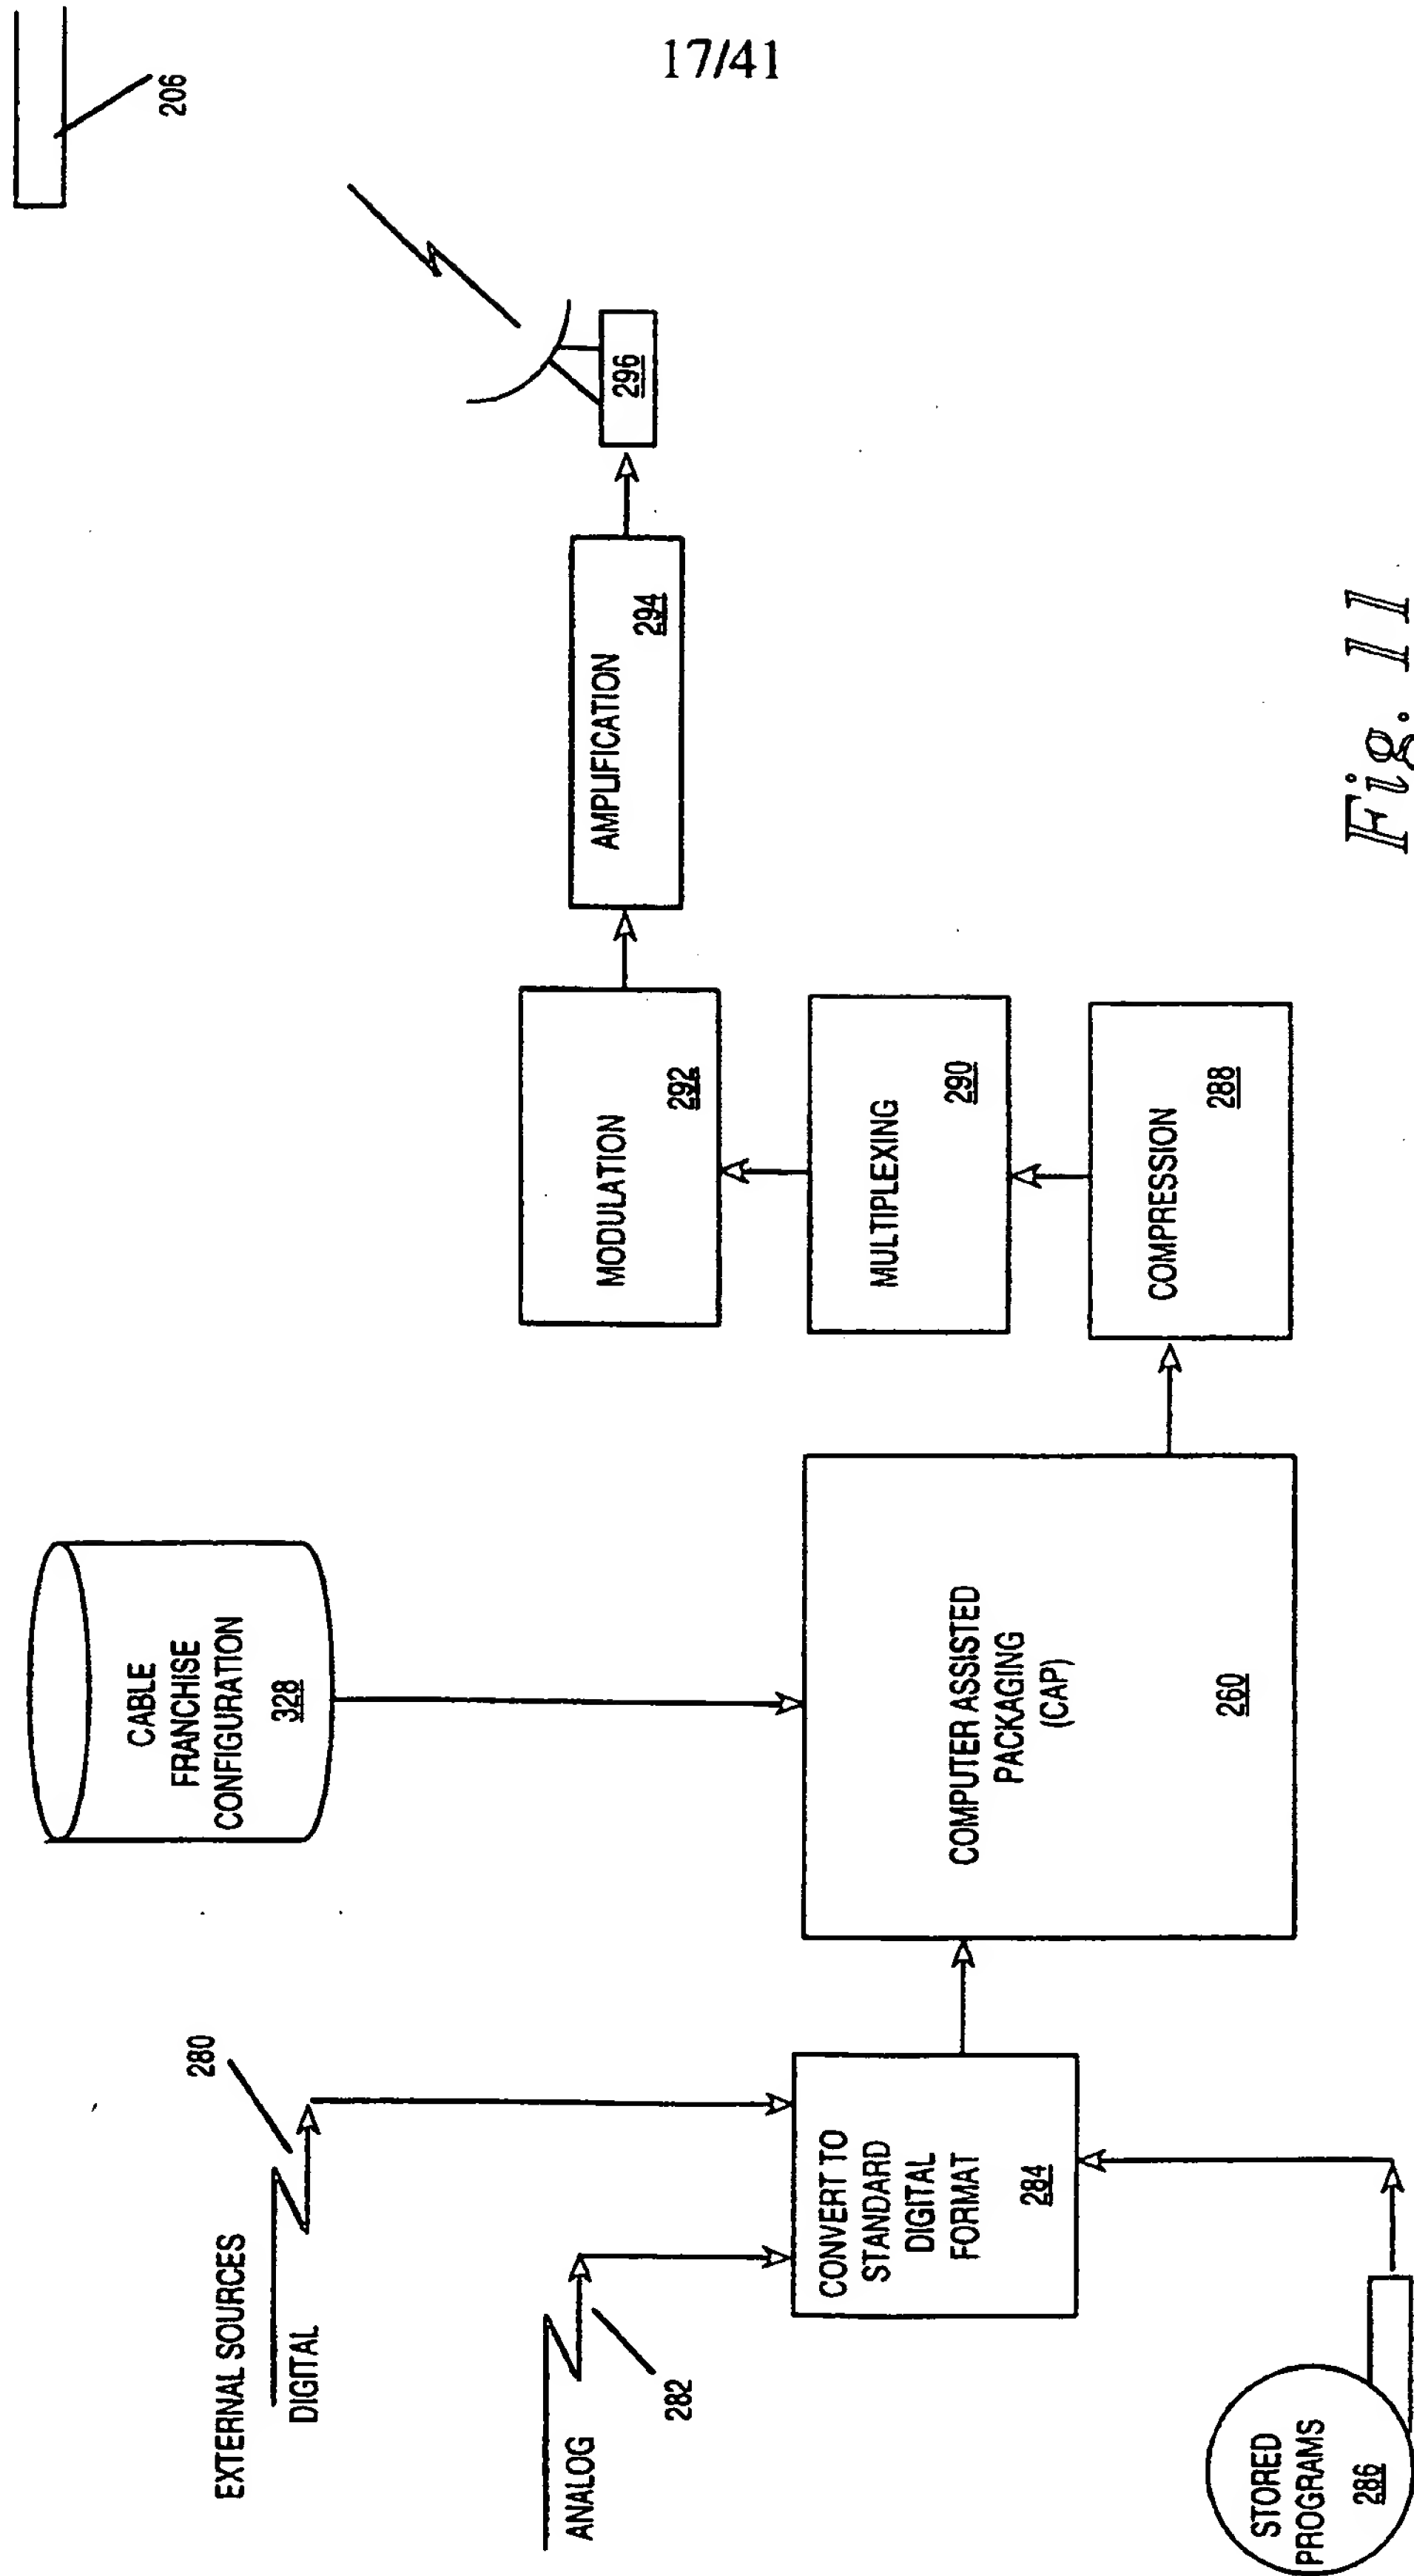 17/41
206
EXTERNAL SOURCES
DIGITAL
280
ANALOG
282
STORED
PROGRAMS
286
CONVERT TO
STANDARD
DIGITAL
FORMAT
284
CABLE
FRANCHISE
CONFIGURATION
328
COMPUTER ASSISTED
PACKAGING
(CAP)
260
COMPRESSION
288
MULTIPLEXING
290
MODULATION
292
AMPLIFICATION
294
296
Fig. 11